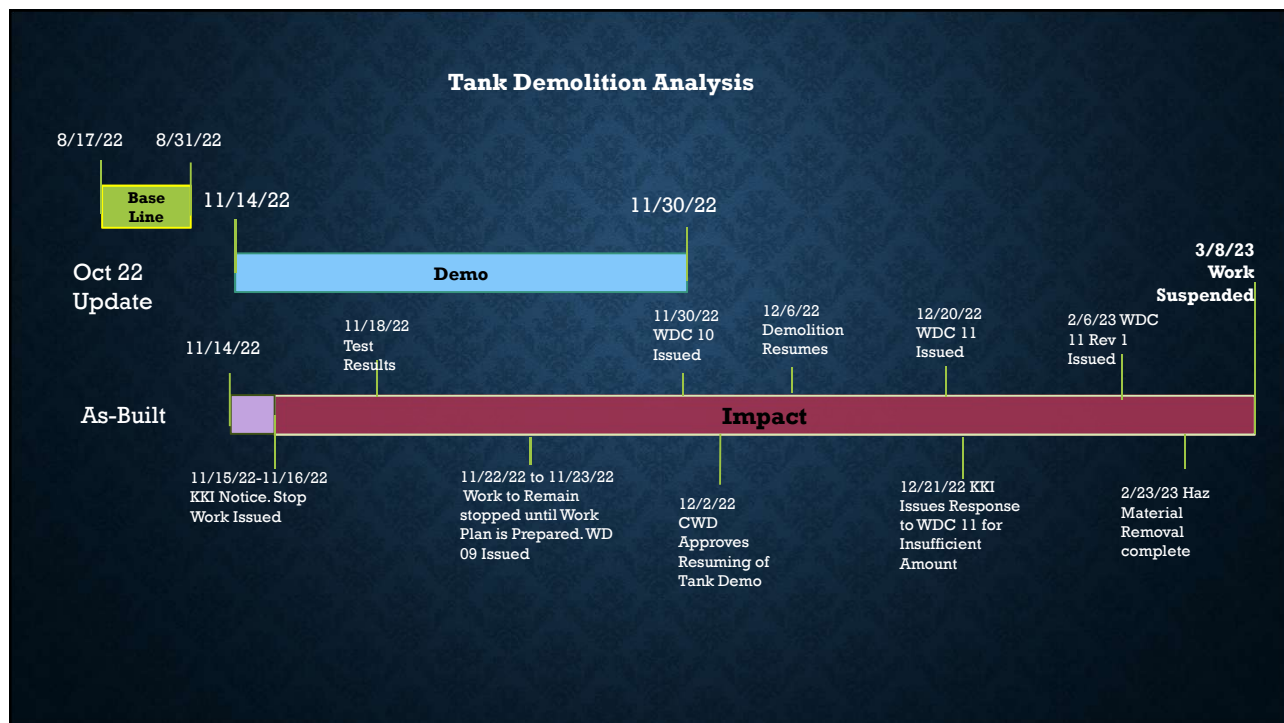 Tank Demolition Analysis
8/17/22
8/31/22
Base
Line
11/14/22
11/30/22
Oct 22
Update
Demo
3/8/23
Work
Suspended
11/14/22
11/18/22
Test
Results
11/30/22
WDC 10
Issued
12/6/22
Demolition
Resumes
12/20/22
WDC 11
Issued
2/6/23 WDC
11 Rev 1
Issued
As-Built
Impact
11/15/22-11/16/22
KKI Notice. Stop
Work Issued
11/22/22 to 11/23/22
Work to Remain
stopped until Work
Plan is Prepared. WD
09 Issued
12/2/22
CWD
Approves
Resuming of
Tank Demo
12/21/22 KKI
Issues Response
to WDC 11 for
Insufficient
Amount
2/23/23 Haz
Material
Removal
complete